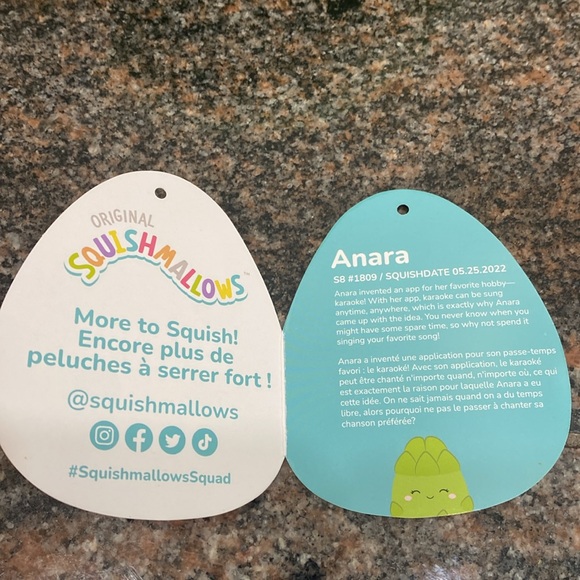 ORIGINAL
SQUISHMALLOWS™
More to Squish!
Encore plus de
peluches à serrer fort !
@squishmallows
#SquishmallowsSquad
Anara
S8 #1809 / SQUISHDATE 05.25.2022
Anara invented an app for her favorite hobby—
karaoke! With her app, karaoke can be sung
anytime, anywhere, which is exactly why Anara
came up with the idea. You never know when you
might have some spare time, so why not spend it
singing your favorite song!
Anara a inventé une application pour son passe-temps
favori : le karaoké! Avec son application, le karaoké
peut être chanté n'importe quand, n'importe où, ce qui
est exactement la raison pour laquelle Anara a eu
cette idée. On ne sait jamais quand on a du temps
libre, alors pourquoi ne pas le passer à chanter sa
chanson préférée?